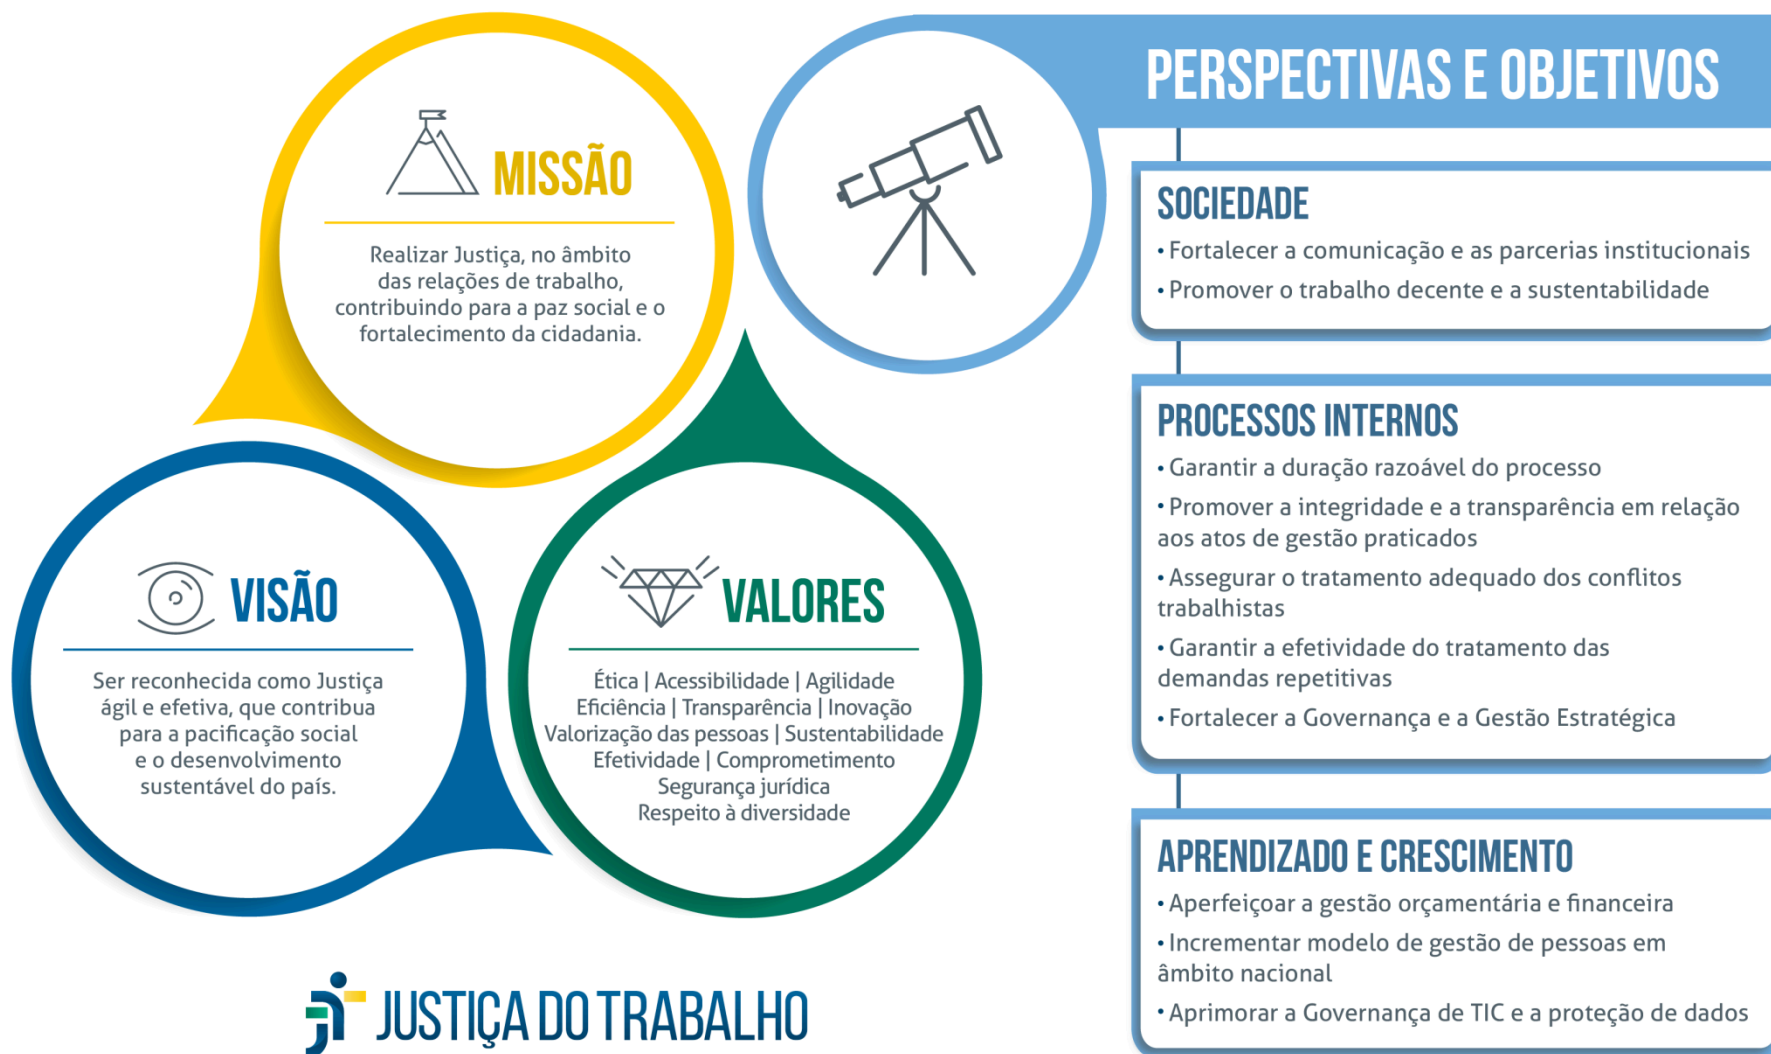 MISSÃO
Realizar Justiça, no âmbito
das relações de trabalho,
contribuindo para a paz social e o
fortalecimento da cidadania.
VISÃO
Ser reconhecida como Justiça
ágil e efetiva, que contribua
para a pacificação social
e o desenvolvimento
sustentável do país.
VALORES
Ética | Acessibilidade | Agilidade
Eficiência | Transparência | Inovação
Valorização das pessoas | Sustentabilidade
Efetividade | Comprometimento
Segurança jurídica
Respeito à diversidade
JUSTIÇA DO TRABALHO
PERSPECTIVAS E OBJETIVOS
SOCIEDADE
• Fortalecer a comunicação e as parcerias institucionais
• Promover o trabalho decente e a sustentabilidade
PROCESSOS INTERNOS
• Garantir a duração razoável do processo
• Promover a integridade e a transparência em relação
aos atos de gestão praticados
• Assegurar o tratamento adequado dos conflitos
trabalhistas
• Garantir a efetividade do tratamento das
demandas repetitivas
• Fortalecer a Governança e a Gestão Estratégica
APRENDIZADO E CRESCIMENTO
• Aperfeiçoar a gestão orçamentária e financeira
• Incrementar modelo de gestão de pessoas em
âmbito nacional
• Aprimorar a Governança de TIC e a proteção de dados